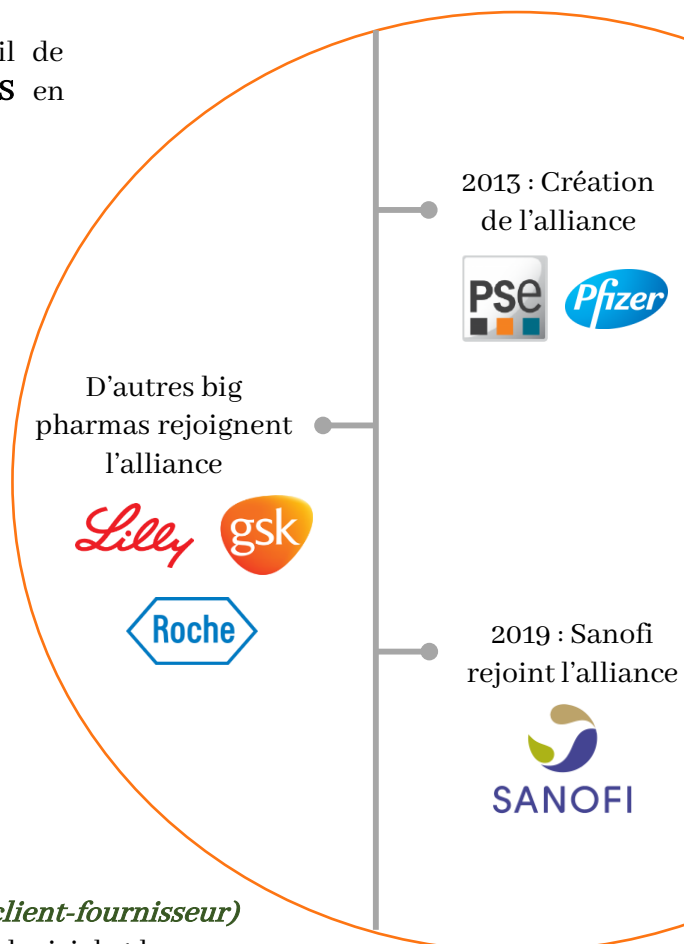 il de
S en
2013 : Création
de l'alliance
PSe
Pfizer
D'autres big
pharmas rejoignent
l'alliance
Lilly
gsk
Roche
2019 : Sanofi
rejoint l'alliance
SANOFI
client-fournisseur)